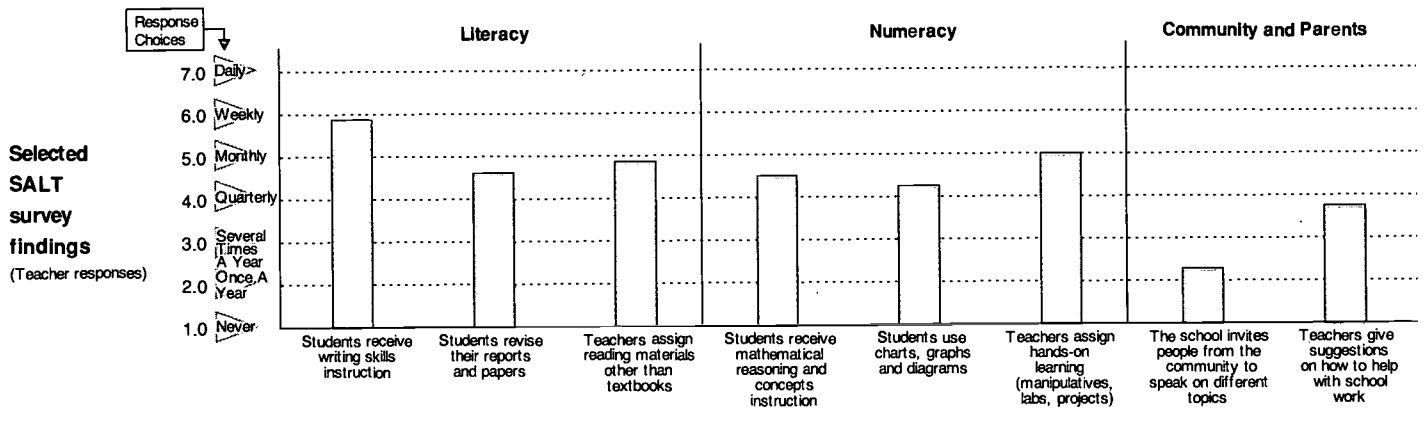 Response
Choices
Literacy
Numeracy
Community and Parents
7.0 Daily
6.0 Weekly
5.0 Monthly
4.0 Quarterly
3.0 Several
Times
A Year
2.0 Once A
Year
1.0 Never
Selected
SALT
survey
findings
(Teacher responses)
Students receive
writing skills
instruction
Students revise
their reports
and papers
Teachers assign
reading materials
other than
textbooks
Students receive
mathematical
reasoning and
concepts
instruction
Students use
charts, graphs
and diagrams
Teachers assign
hands-on
learning
(manipulatives,
labs, projects)
The school invites
people from the
community to
speak on different
topics
Teachers give
suggestions
on how to help
with school
work